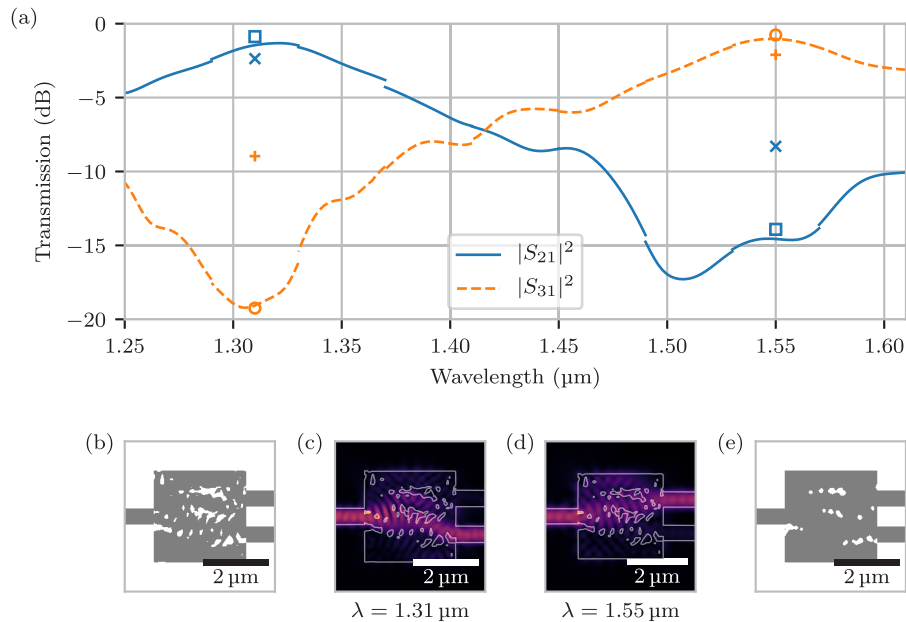 (a)
0
−5
−10
−15
−20
Transmission (dB)
|S₂₁|²
|S₃₁|²
1.25 1.30 1.35 1.40 1.45 1.50 1.55 1.60
Wavelength (µm)
(b) (c) (d) (e)
2 µm 2 µm 2 µm 2 µm
λ = 1.31 µm λ = 1.55 µm